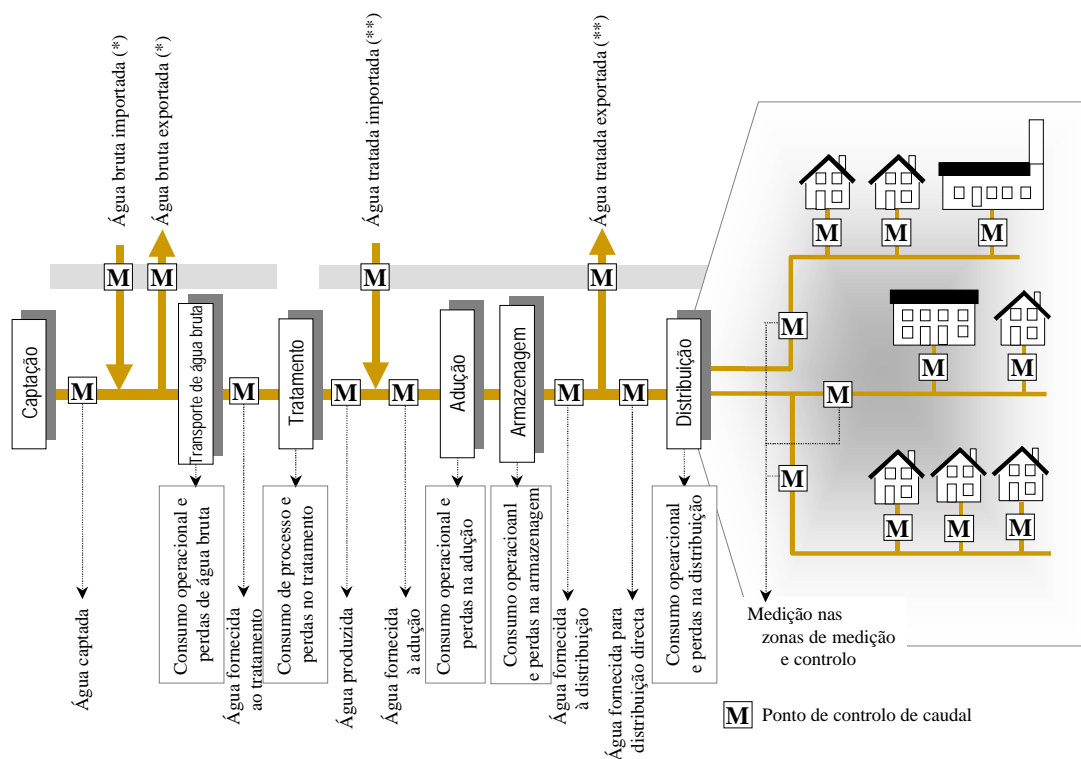 Água bruta importada (*)
Água bruta exportada (*)
Água tratada importada (**)
Água tratada exportada (**)
M
M
M
M
Captação
M
Transporte de água bruta
M
Tratamento
M
M
Adução
Armazenagem
M
M
Distribuição
M
M
M
M
M
M
M
M
M
M
M
Água captada
Consumo operacional e
perdas de água bruta
Água fornecida
ao tratamento
Consumo de processo e
perdas no tratamento
Água produzida
Água fornecida
à adução
Consumo operacional e
perdas na adução
Consumo operacioanl
e perdas na armazenagem
Água fornecida
à distribuição
Água fornecida para
distribuição directa
Consumo opearcional
e perdas na distribuição
Medição nas
zonas de medição
e controlo
M Ponto de controlo de caudal